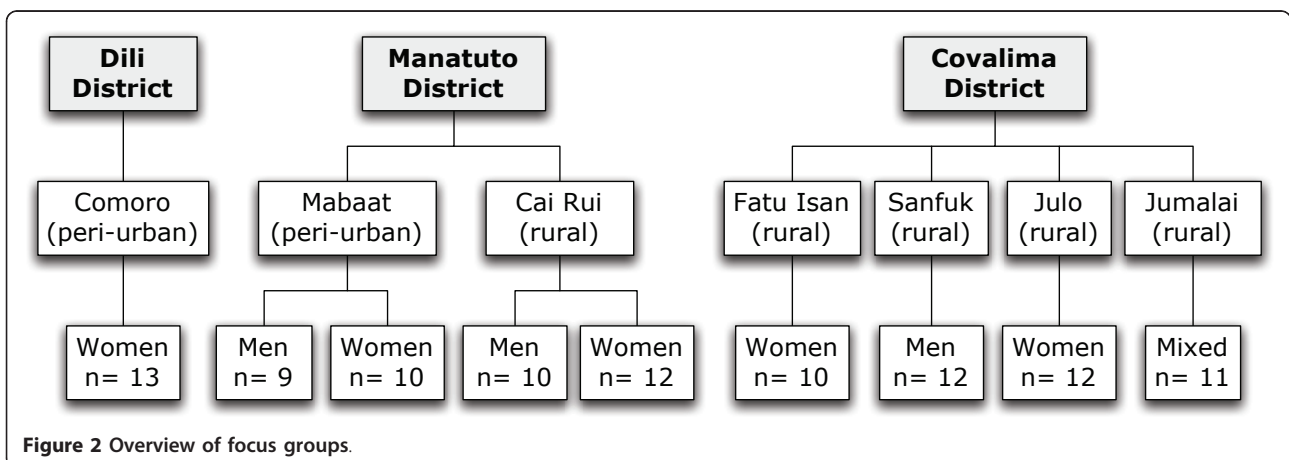 Dili
District
Manatuto
District
Covalima
District
Comoro
(peri-urban)
Mabaat
(peri-urban)
Cai Rui
(rural)
Fatu Isan
(rural)
Sanfuk
(rural)
Julo
(rural)
Jumalai
(rural)
Women
n= 13
Men
n= 9
Women
n= 10
Men
n= 10
Women
n= 12
Women
n= 10
Men
n= 12
Women
n= 12
Mixed
n= 11
Figure 2 Overview of focus groups.